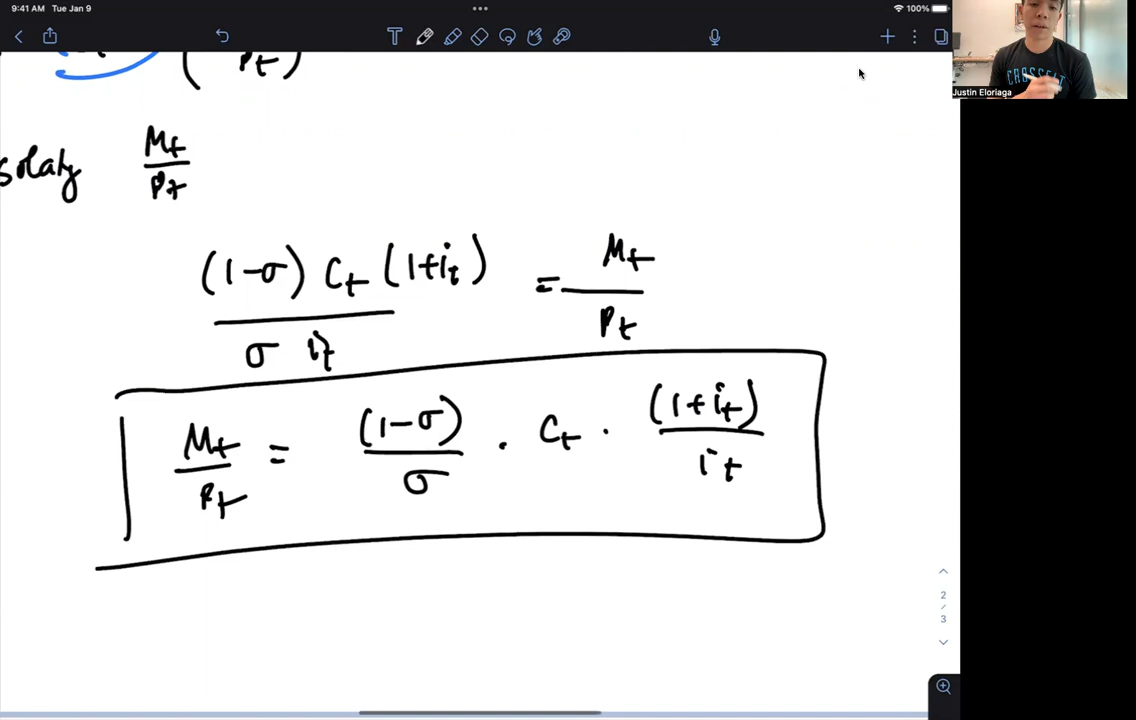 9:41 AM Tue Jan 9
100%
Pt )
Mt
Pt
(1-σ) Ct (1+it)
σ it
= Mt
Pt
Mt
Pt
= (1-σ)
σ
· Ct · (1+it)
it
2
/
3
Justin Eloriaga